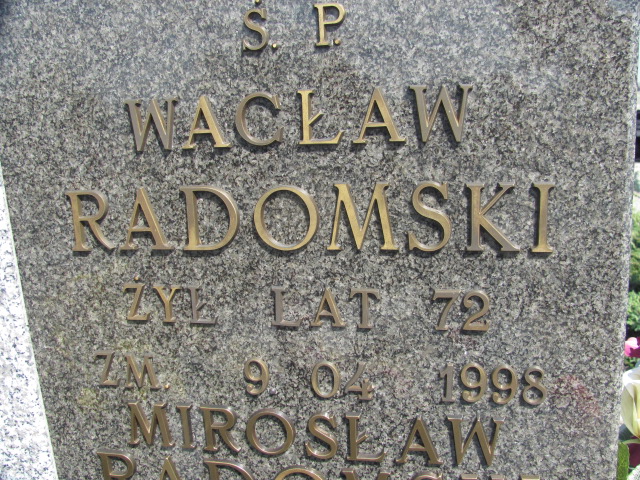 Ś. P.
WACŁAW
RADOMSKI
ŻYŁ LAT 72
ZM. 9 04 1998
MIROSŁAW